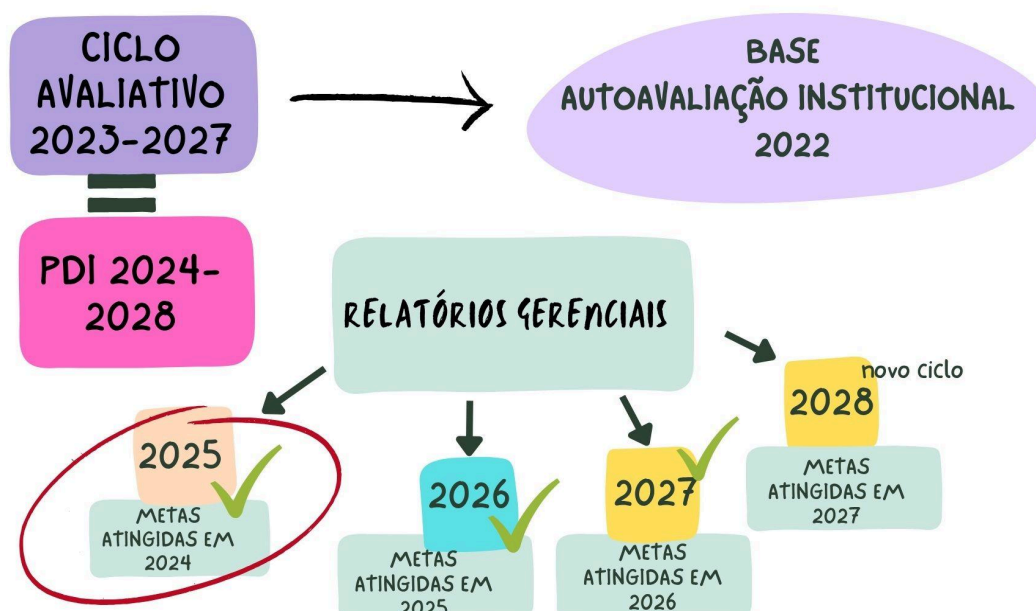 CICLO
AVALIATIVO
2023-2027
BASE
AUTOAVALIAÇÃO INSTITUCIONAL
2022
PDI 2024-
2028
RELATÓRIOS GERENCIAIS
2025
METAS
ATINGIDAS EM
2024
2026
METAS
ATINGIDAS EM
2025
2027
METAS
ATINGIDAS EM
2026
novo ciclo
2028
METAS
ATINGIDAS EM
2027